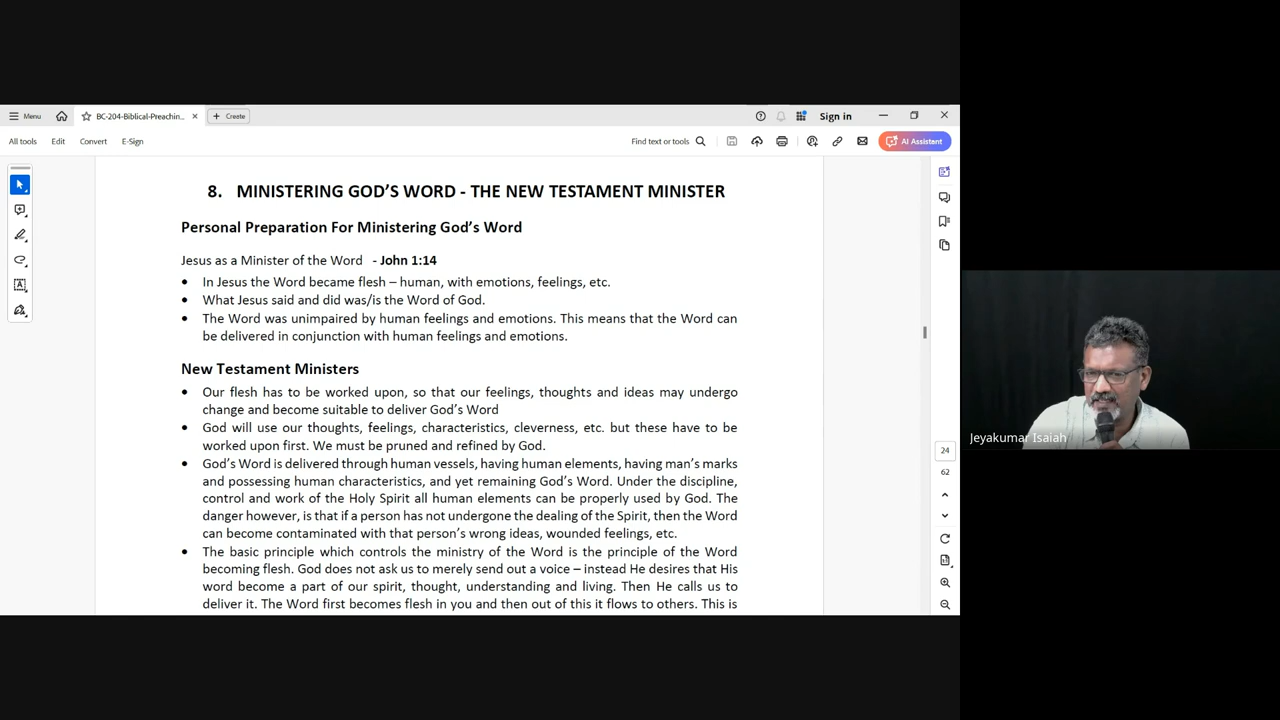 Menu
BC-204-Biblical-Preachin...
Create
Sign in
All tools
Edit
Convert
E-Sign
Find text or tools
AI Assistant
8. MINISTERING GOD'S WORD - THE NEW TESTAMENT MINISTER
Personal Preparation For Ministering God's Word
Jesus as a Minister of the Word - John 1:14
• In Jesus the Word became flesh – human, with emotions, feelings, etc.
• What Jesus said and did was/is the Word of God.
• The Word was unimpaired by human feelings and emotions. This means that the Word can
be delivered in conjunction with human feelings and emotions.
New Testament Ministers
• Our flesh has to be worked upon, so that our feelings, thoughts and ideas may undergo
change and become suitable to deliver God's Word
• God will use our thoughts, feelings, characteristics, cleverness, etc. but these have to be
worked upon first. We must be pruned and refined by God.
• God's Word is delivered through human vessels, having human elements, having man's marks
and possessing human characteristics, and yet remaining God's Word. Under the discipline,
control and work of the Holy Spirit all human elements can be properly used by God. The
danger however, is that if a person has not undergone the dealing of the Spirit, then the Word
can become contaminated with that person's wrong ideas, wounded feelings, etc.
• The basic principle which controls the ministry of the Word is the principle of the Word
becoming flesh. God does not ask us to merely send out a voice – instead He desires that His
word become a part of our spirit, thought, understanding and living. Then He calls us to
deliver it. The Word first becomes flesh in you and then out of this it flows to others. This is
24
62
Jeyakumar Isaiah